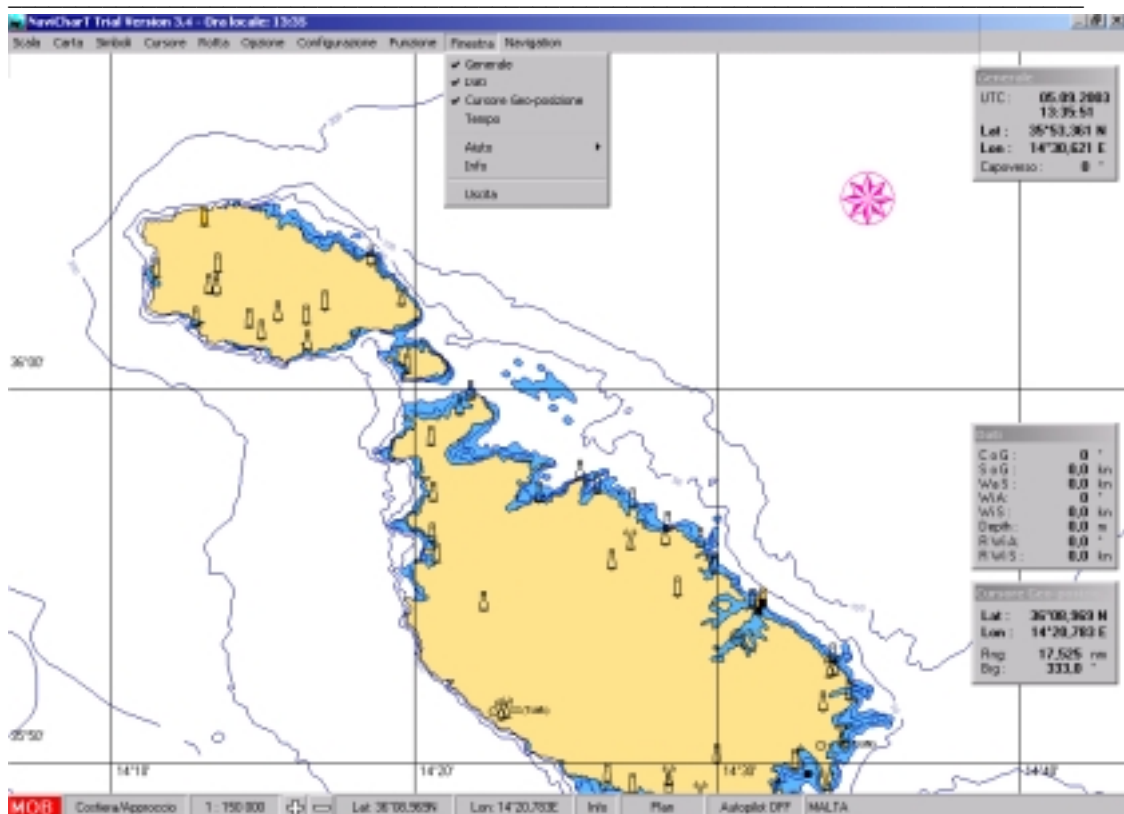 NaviCharT Trial Version 3.4 - Ora locale: 13:35
Scala Carta Simboli Cursore Rotta Opzione Configurazione Funzione Finestra Navigation
Generale
Dati
Cursore Geo-posizione
Tempo
Aiuto
Info
Uscita
Generale
UTC: 05.09.2003
13:35:51
Lat: 35°53,361 N
Lon: 14°30,621 E
Capoverso: 0 °
36°00'
Dati
CoG: 0 °
SoG: 0,0 kn
WaS: 0,0 kn
WiA: 0 °
WiS: 0,0 kn
Depth: 0,0 m
RWiA: 0,0 °
RWiS: 0,0 kn
Cursore Geo-posi
Lat: 36°08,969 N
Lon: 14°20,783 E
Rng 17,525 nm
Brg: 333,0 °
35°50'
14°10' 14°20' 14°30' 14°40'
MOB Costiera/Approccio 1 : 150 000 Lat: 36°08,969N Lon: 14°20,783E Info Plan Autopilot OFF MALTA